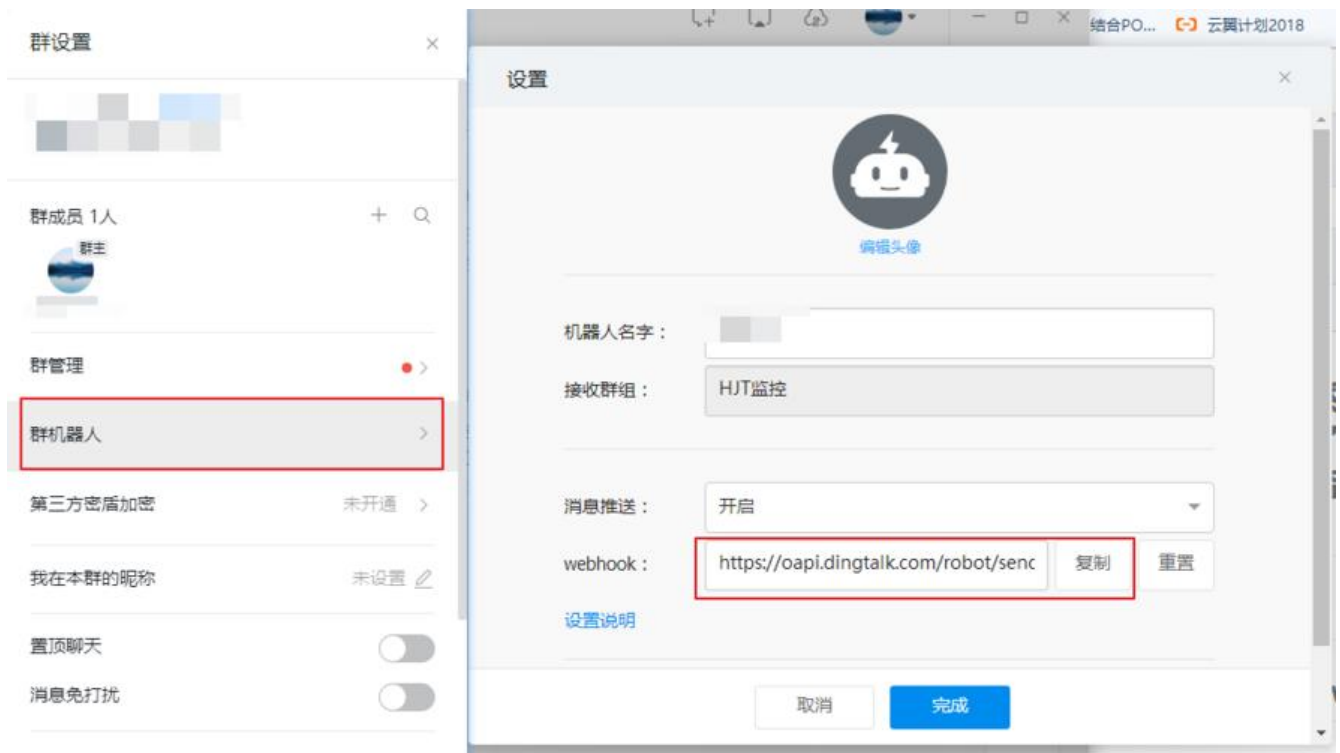 群设置
群成员 1人
群主
群管理
群机器人
第三方密盾加密 未开通
我在本群的昵称 未设置
置顶聊天
消息免打扰
结合PO... 云翼计划2018
设置
编辑头像
机器人名字：
接收群组： HJT监控
消息推送： 开启
webhook： https://oapi.dingtalk.com/robot/senc 复制 重置
设置说明
取消 完成